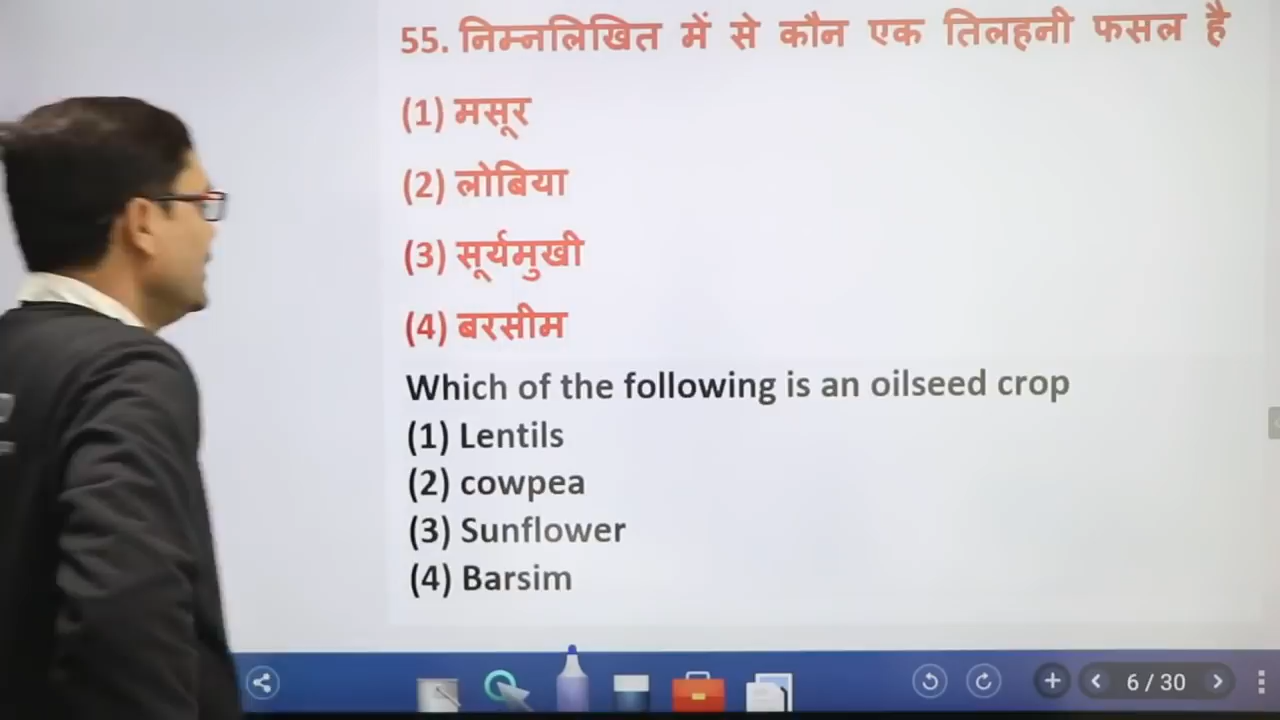 55. निम्नलिखित में से कौन एक तिलहनी फसल है
(1) मसूर
(2) लोबिया
(3) सूर्यमुखी
(4) बरसीम
Which of the following is an oilseed crop
(1) Lentils
(2) cowpea
(3) Sunflower
(4) Barsim
6 / 30